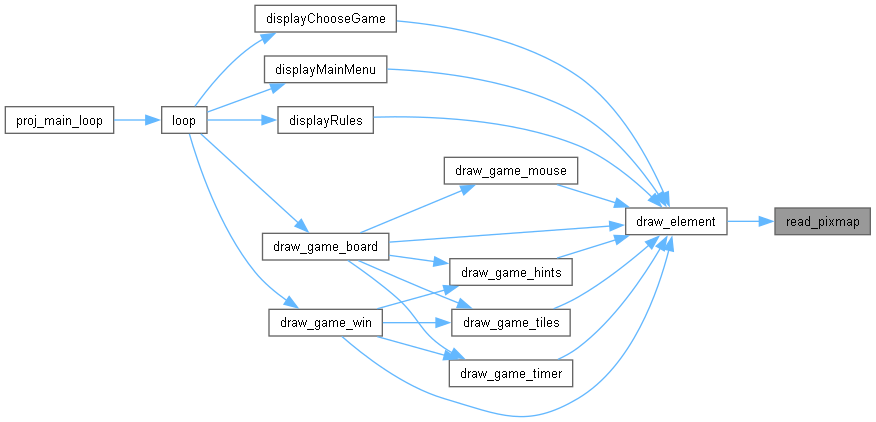 displayChooseGame
displayMainMenu
proj_main_loop
loop
displayRules
draw_game_mouse
draw_element
read_pixmap
draw_game_board
draw_game_hints
draw_game_win
draw_game_tiles
draw_game_timer